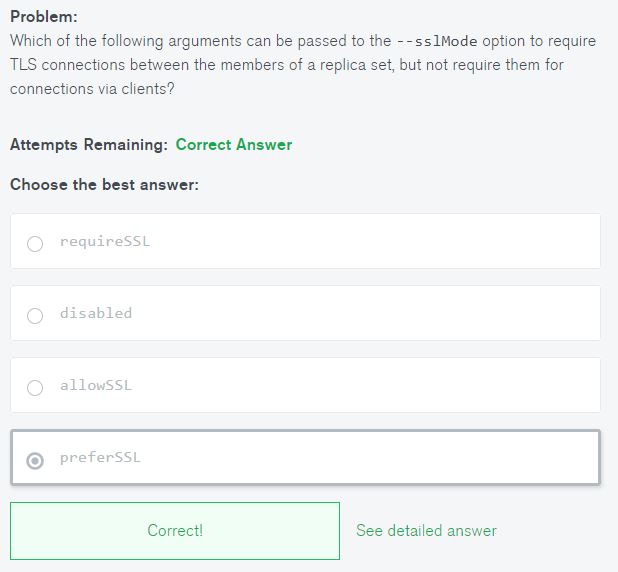 Problem:
Which of the following arguments can be passed to the --sslMode option to require
TLS connections between the members of a replica set, but not require them for
connections via clients?
Attempts Remaining: Correct Answer
Choose the best answer:
requireSSL
disabled
allowSSL
preferSSL
Correct! See detailed answer